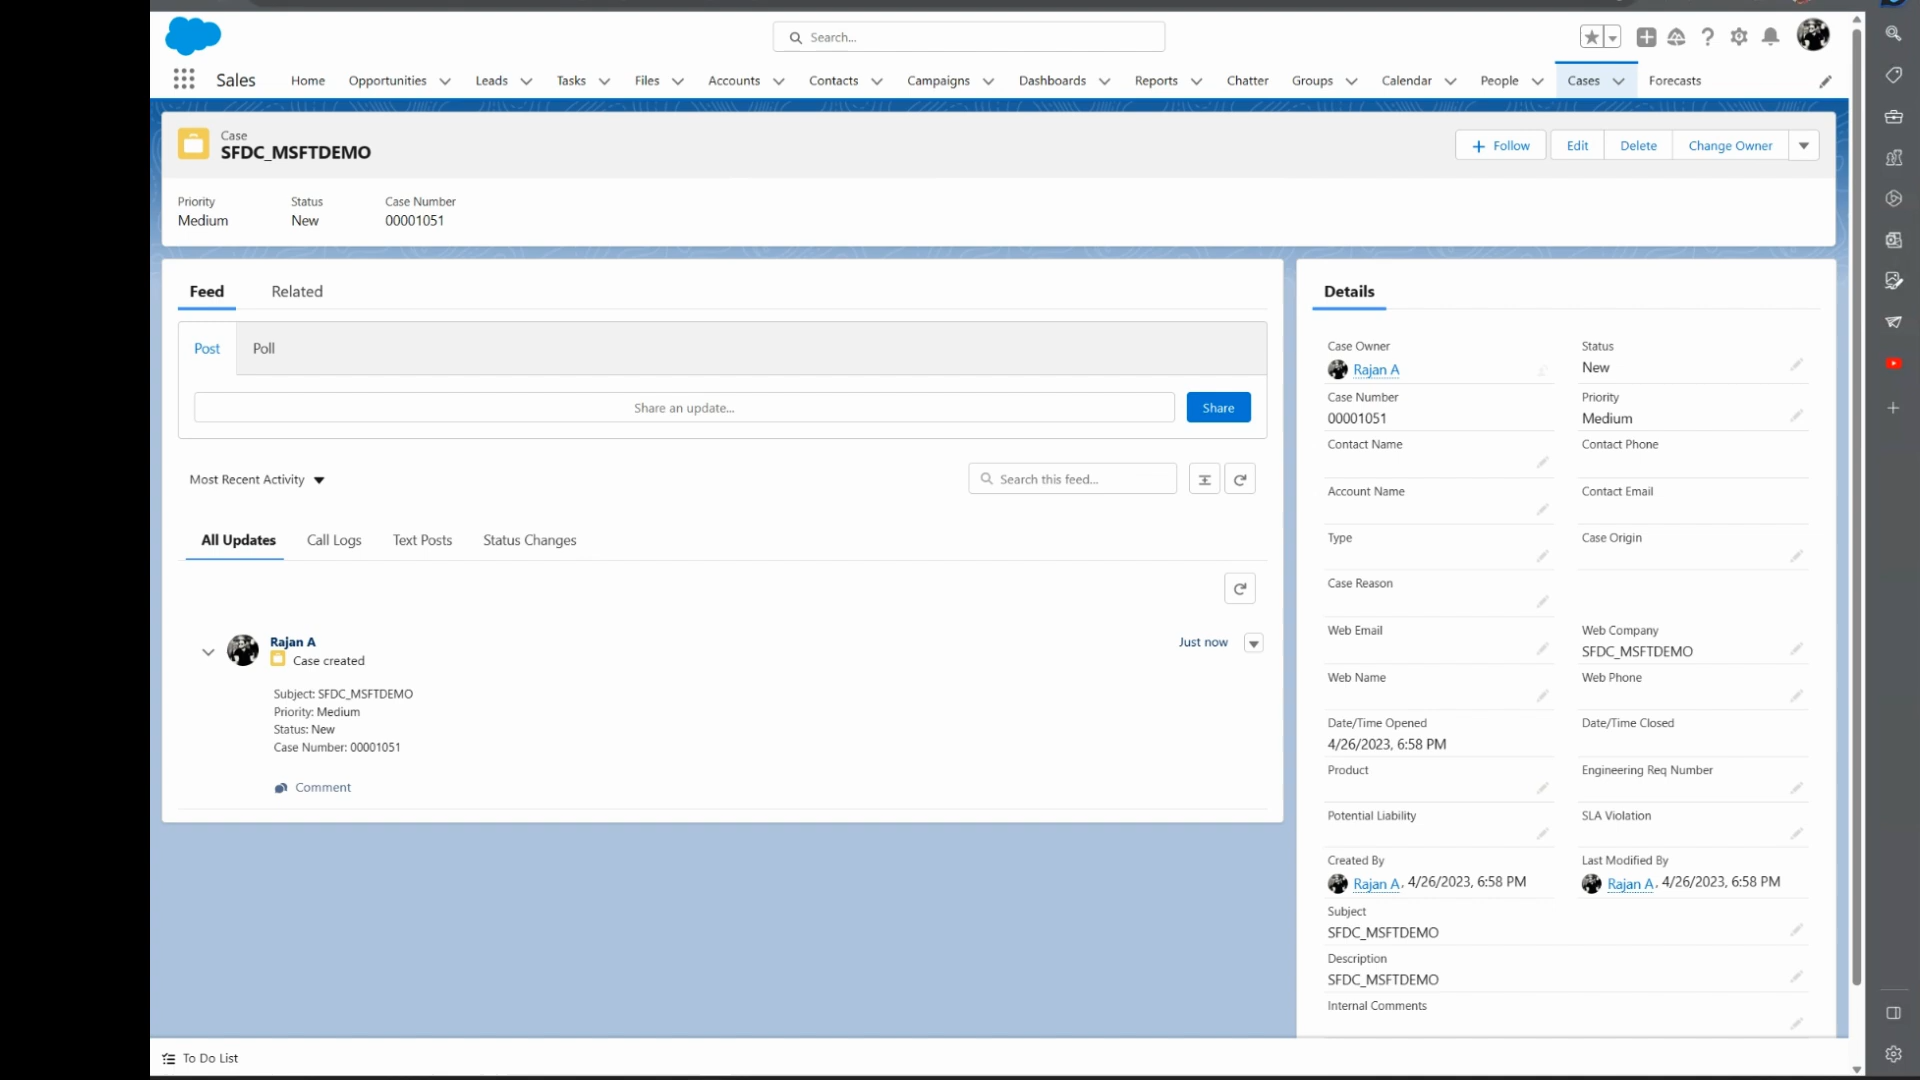 Search...
Sales
Home
Opportunities
Leads
Tasks
Files
Accounts
Contacts
Campaigns
Dashboards
Reports
Chatter
Groups
Calendar
People
Cases
Forecasts
Case
SFDC_MSFTDEMO
+ Follow
Edit
Delete
Change Owner
Priority
Medium
Status
New
Case Number
00001051
Feed
Related
Post
Poll
Share an update...
Share
Most Recent Activity
Search this feed...
All Updates
Call Logs
Text Posts
Status Changes
Rajan A
Case created
Just now
Subject: SFDC_MSFTDEMO
Priority: Medium
Status: New
Case Number: 00001051
Comment
Details
Case Owner
Rajan A
Status
New
Case Number
00001051
Priority
Medium
Contact Name
Contact Phone
Account Name
Contact Email
Type
Case Origin
Case Reason
Web Email
Web Company
SFDC_MSFTDEMO
Web Name
Web Phone
Date/Time Opened
4/26/2023, 6:58 PM
Date/Time Closed
Product
Engineering Req Number
Potential Liability
SLA Violation
Created By
Rajan A, 4/26/2023, 6:58 PM
Last Modified By
Rajan A, 4/26/2023, 6:58 PM
Subject
SFDC_MSFTDEMO
Description
SFDC_MSFTDEMO
Internal Comments
To Do List